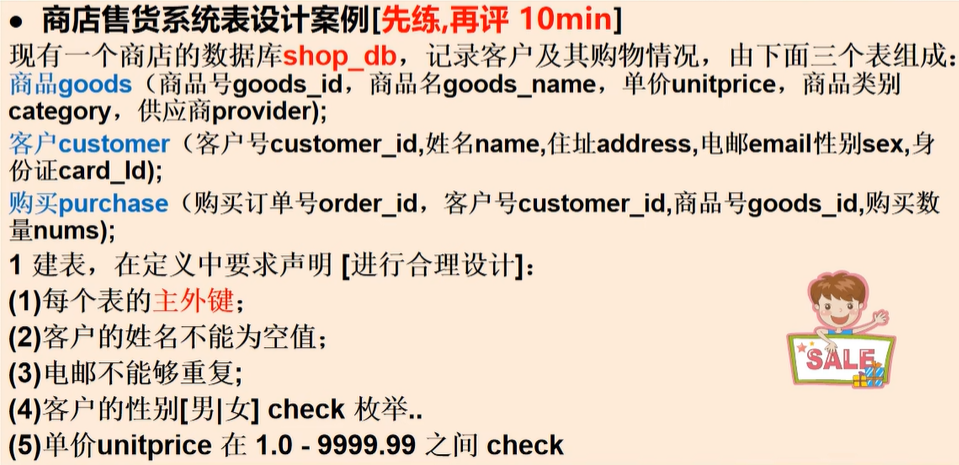 ● 商店售货系统表设计案例[先练,再评 10min]
现有一个商店的数据库shop_db，记录客户及其购物情况，由下面三个表组成：
商品goods（商品号goods_id，商品名goods_name，单价unitprice，商品类别
category，供应商provider);
客户customer（客户号customer_id,姓名name,住址address,电邮email性别sex,身
份证card_Id);
购买purchase（购买订单号order_id，客户号customer_id,商品号goods_id,购买数
量nums);
1 建表，在定义中要求声明 [进行合理设计]：
(1)每个表的主外键；
(2)客户的姓名不能为空值；
(3)电邮不能够重复;
(4)客户的性别[男|女] check 枚举..
(5)单价unitprice 在 1.0 - 9999.99 之间 check
SALE